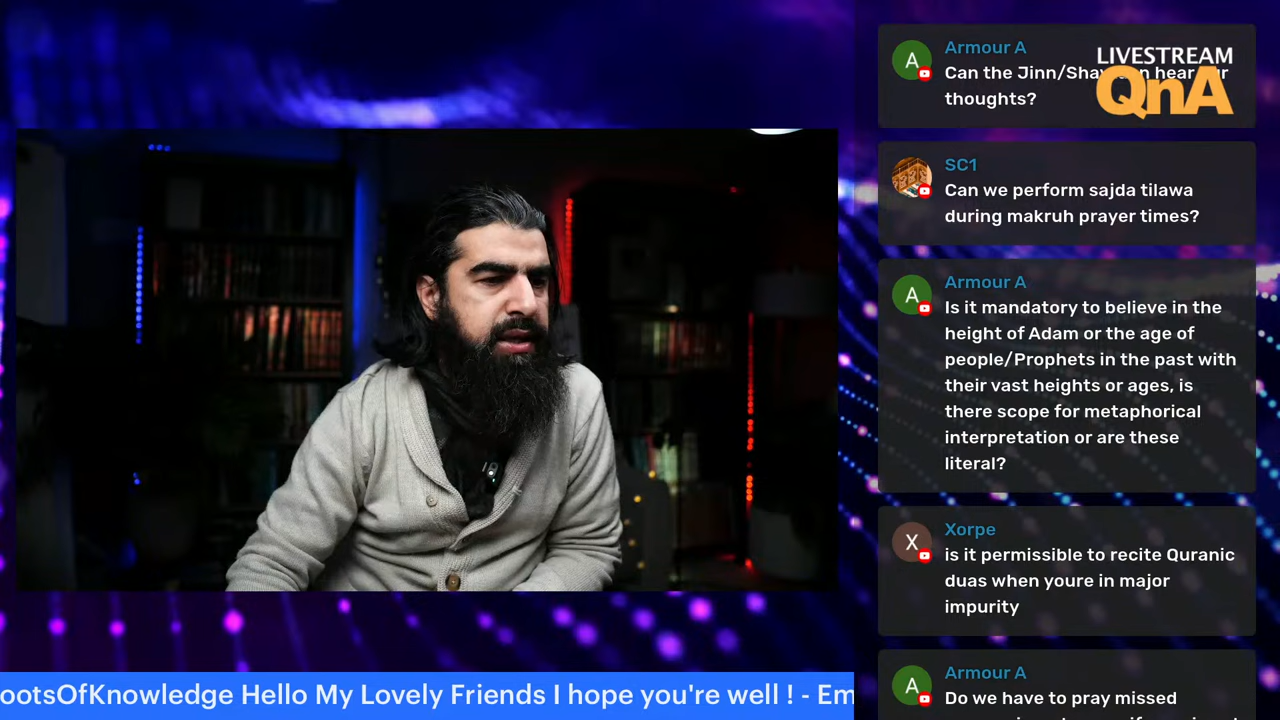 Armour A
Can the Jinn/Sha
thoughts?
LIVESTREAM
QnA
SC1
Can we perform sajda tilawa
during makruh prayer times?
Armour A
Is it mandatory to believe in the
height of Adam or the age of
people/Prophets in the past with
their vast heights or ages, is
there scope for metaphorical
interpretation or are these
literal?
Xorpe
is it permissible to recite Quranic
duas when youre in major
impurity
Armour A
Do we have to pray missed
ootsOfKnowledge Hello My Lovely Friends I hope you're well ! - Em
A
A
X
A